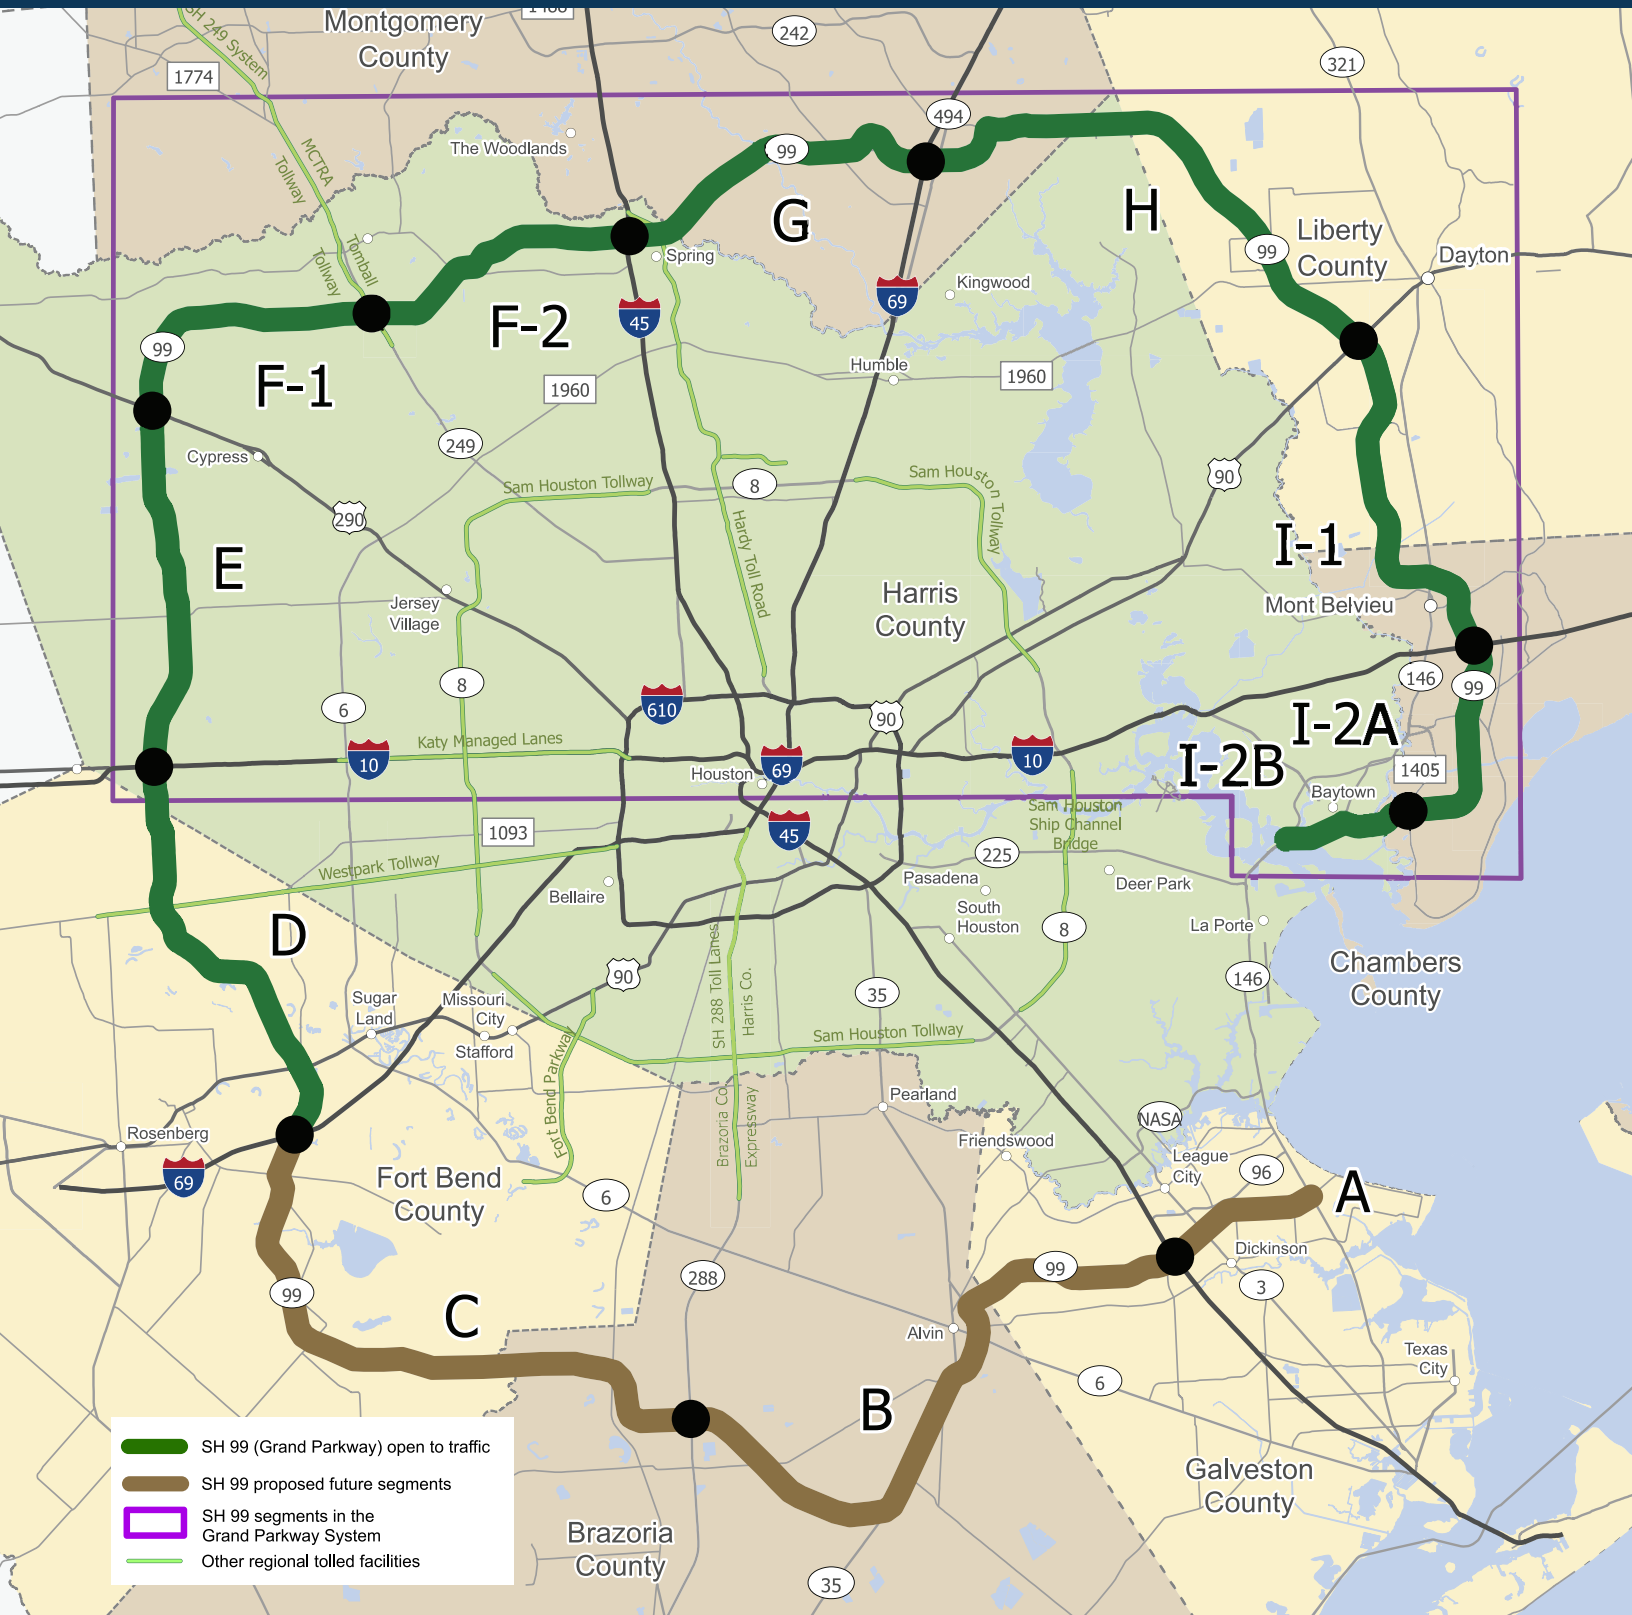 SH 249 System
Montgomery
County
1488
242
321
1774
494
MCTRA
Tollway
The Woodlands
99
G
H
Liberty
County
99
Dayton
Tomball
Tollway
Spring
Kingwood
69
45
F-2
99
F-1
1960
Humble
1960
249
Cypress
290
Sam Houston Tollway
8
Sam Houston Tollway
90
Hardy Toll Road
E
I-1
Jersey
Village
Harris
County
Mont Belvieu
146
99
8
6
610
90
I-2A
Katy Managed Lanes
10
69
10
I-2B
1405
Houston
Baytown
Sam Houston
Ship Channel
Bridge
1093
45
225
Westpark Tollway
Bellaire
Pasadena
Deer Park
South
Houston
La Porte
D
8
90
SH 288 Toll Lanes
Harris Co.
35
146
Chambers
County
Sugar
Land
Missouri
City
Stafford
Sam Houston Tollway
Fort Bend Parkway
Brazoria Co.
Expressway
Pearland
NASA
Rosenberg
Friendswood
League
City
69
Fort Bend
County
6
96
A
Dickinson
99
288
99
3
C
Alvin
Texas
City
6
B
Galveston
County
SH 99 (Grand Parkway) open to traffic
SH 99 proposed future segments
SH 99 segments in the
Grand Parkway System
Other regional tolled facilities
Brazoria
County
35